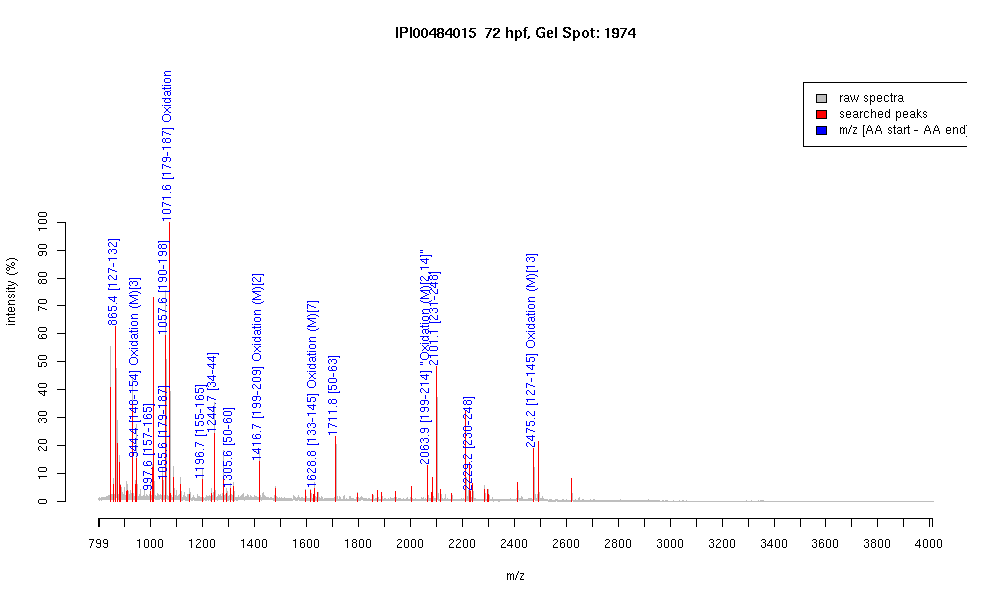 IPI00484015 72 hpf, Gel Spot: 1974
raw spectra
searched peaks
m/z [AA start - AA end]
intensity (%)
0
10
20
30
40
50
60
70
80
90
100
865.4 [127-132]
944.4 [146-154] Oxidation (M)[3]
997.6 [157-165]
1055.6 [179-187]
1057.6 [190-198]
1071.6 [179-187] Oxidation
1196.7 [155-165]
1244.7 [34-44]
1305.6 [50-60]
1416.7 [199-209] Oxidation (M)[2]
1628.8 [133-145] Oxidation (M)[7]
1711.8 [50-63]
2063.9 [199-214] "Oxidation (M)[2,14]"
2101.1 [231-248]
2229.2 [230-248]
2475.2 [127-145] Oxidation (M)[13]
799 1000 1200 1400 1600 1800 2000 2200 2400 2600 2800 3000 3200 3400 3600 3800 4000
m/z